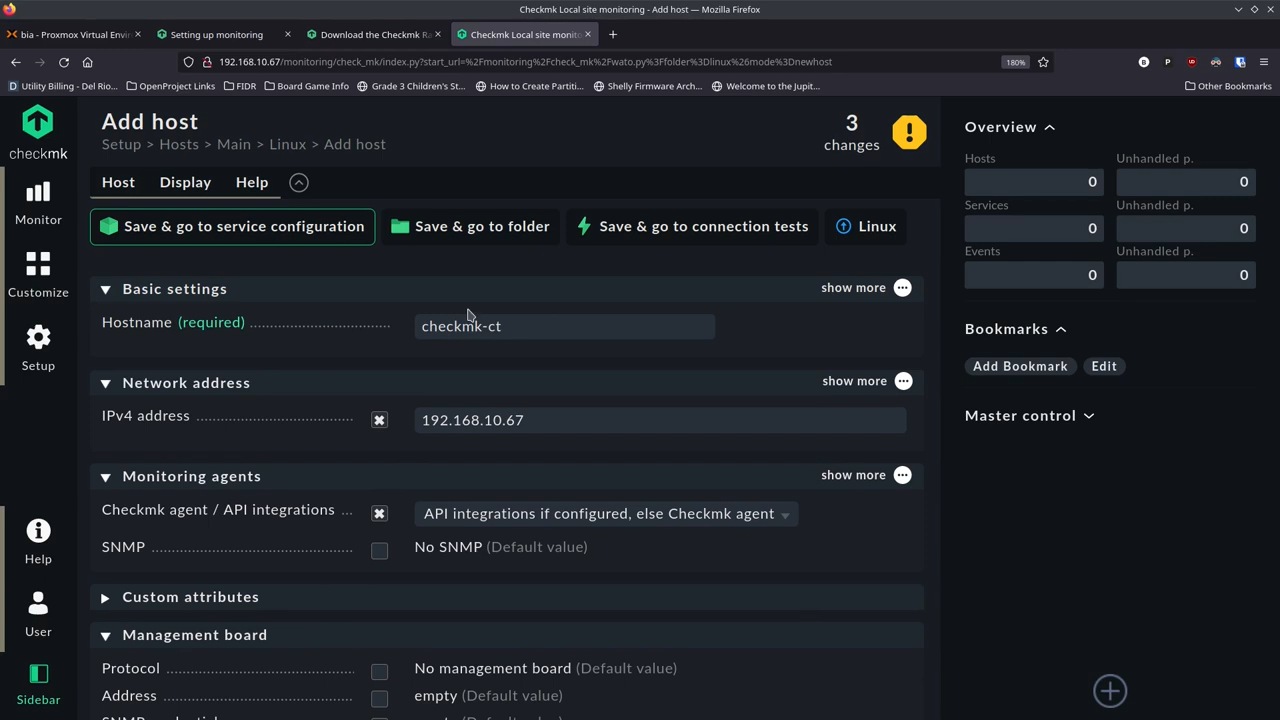 Checkmk Local site monitoring - Add host — Mozilla Firefox
bia - Proxmox Virtual Envir
Setting up monitoring
Download the Checkmk Ra
Checkmk Local site monito
192.168.10.67/monitoring/check_mk/index.py?start_url=%2Fmonitoring%2Fcheck_mk%2Fwato.py%3Ffolder%3Dlinux%26mode%3Dnewhost
180%
Utility Billing - Del Rio...
OpenProject Links
FIDR
Board Game Info
Grade 3 Children's St...
How to Create Partiti...
Shelly Firmware Arch...
Welcome to the Jupit...
Other Bookmarks
checkmk
Monitor
Customize
Setup
Help
User
Sidebar
Add host
Setup > Hosts > Main > Linux > Add host
3
changes
Host
Display
Help
Save & go to service configuration
Save & go to folder
Save & go to connection tests
Linux
Basic settings
show more
Hostname (required)
checkmk-ct
Network address
show more
IPv4 address
192.168.10.67
Monitoring agents
show more
Checkmk agent / API integrations
API integrations if configured, else Checkmk agent
SNMP
No SNMP (Default value)
Custom attributes
Management board
Protocol
No management board (Default value)
Address
empty (Default value)
Overview
Hosts
Unhandled p.
0
0
Services
Unhandled p.
0
0
Events
Unhandled p.
0
0
Bookmarks
Add Bookmark
Edit
Master control